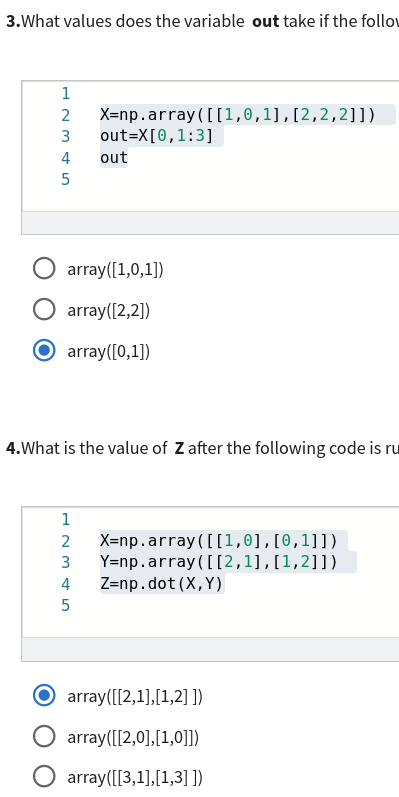 3.What values does the variable out take if the follow
1
2 X=np.array([[1,0,1],[2,2,2]])
3 out=X[0,1:3]
4 out
5
array([1,0,1])
array([2,2])
array([0,1])
4.What is the value of Z after the following code is ru
1
2 X=np.array([[1,0],[0,1]])
3 Y=np.array([[2,1],[1,2]])
4 Z=np.dot(X,Y)
5
array([[2,1],[1,2] ])
array([[2,0],[1,0]])
array([[3,1],[1,3] ])